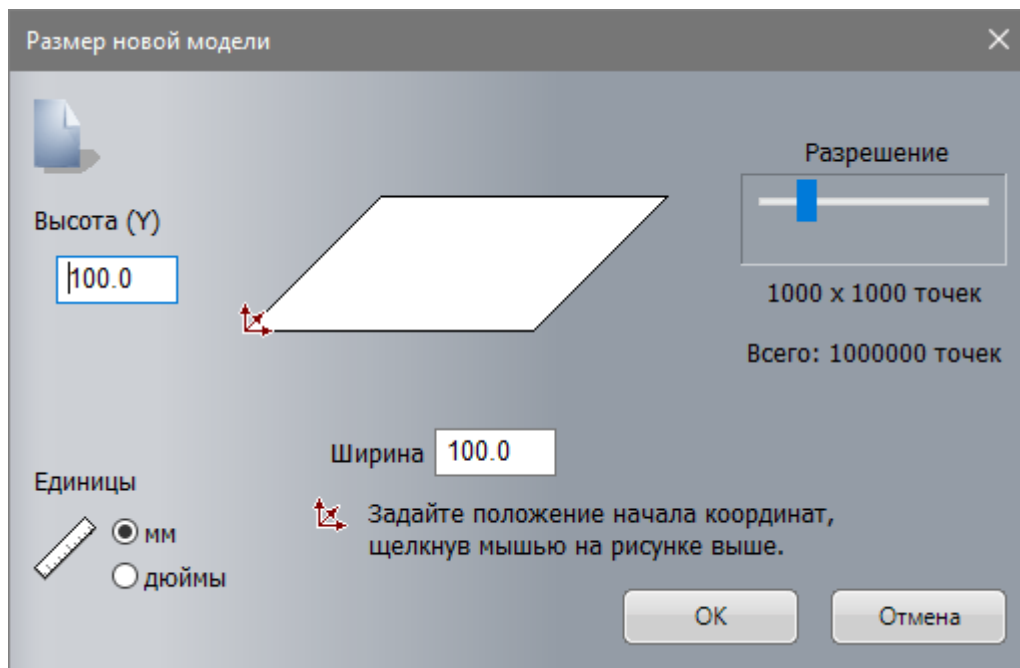 Размер новой модели
Разрешение
Высота (Y)
100.0
1000 x 1000 точек
Всего: 1000000 точек
Ширина 100.0
Единицы
мм
дюймы
Задайте положение начала координат,
щелкнув мышью на рисунке выше.
OK
Отмена